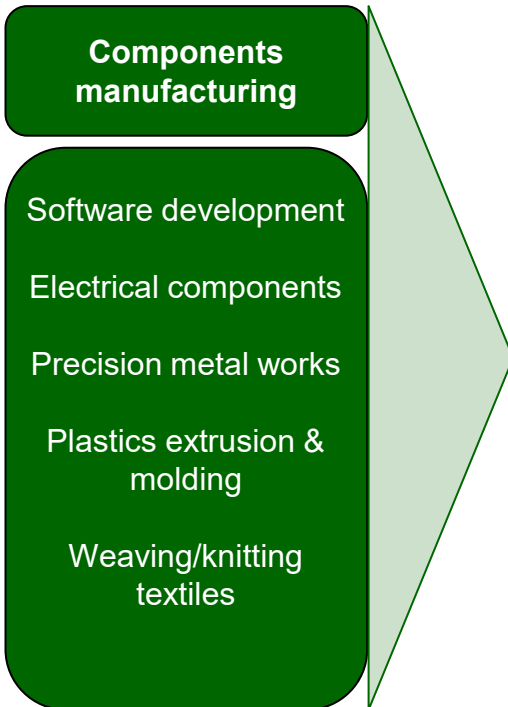 Components
manufacturing
Software development
Electrical components
Precision metal works
Plastics extrusion &
molding
Weaving/knitting
textiles